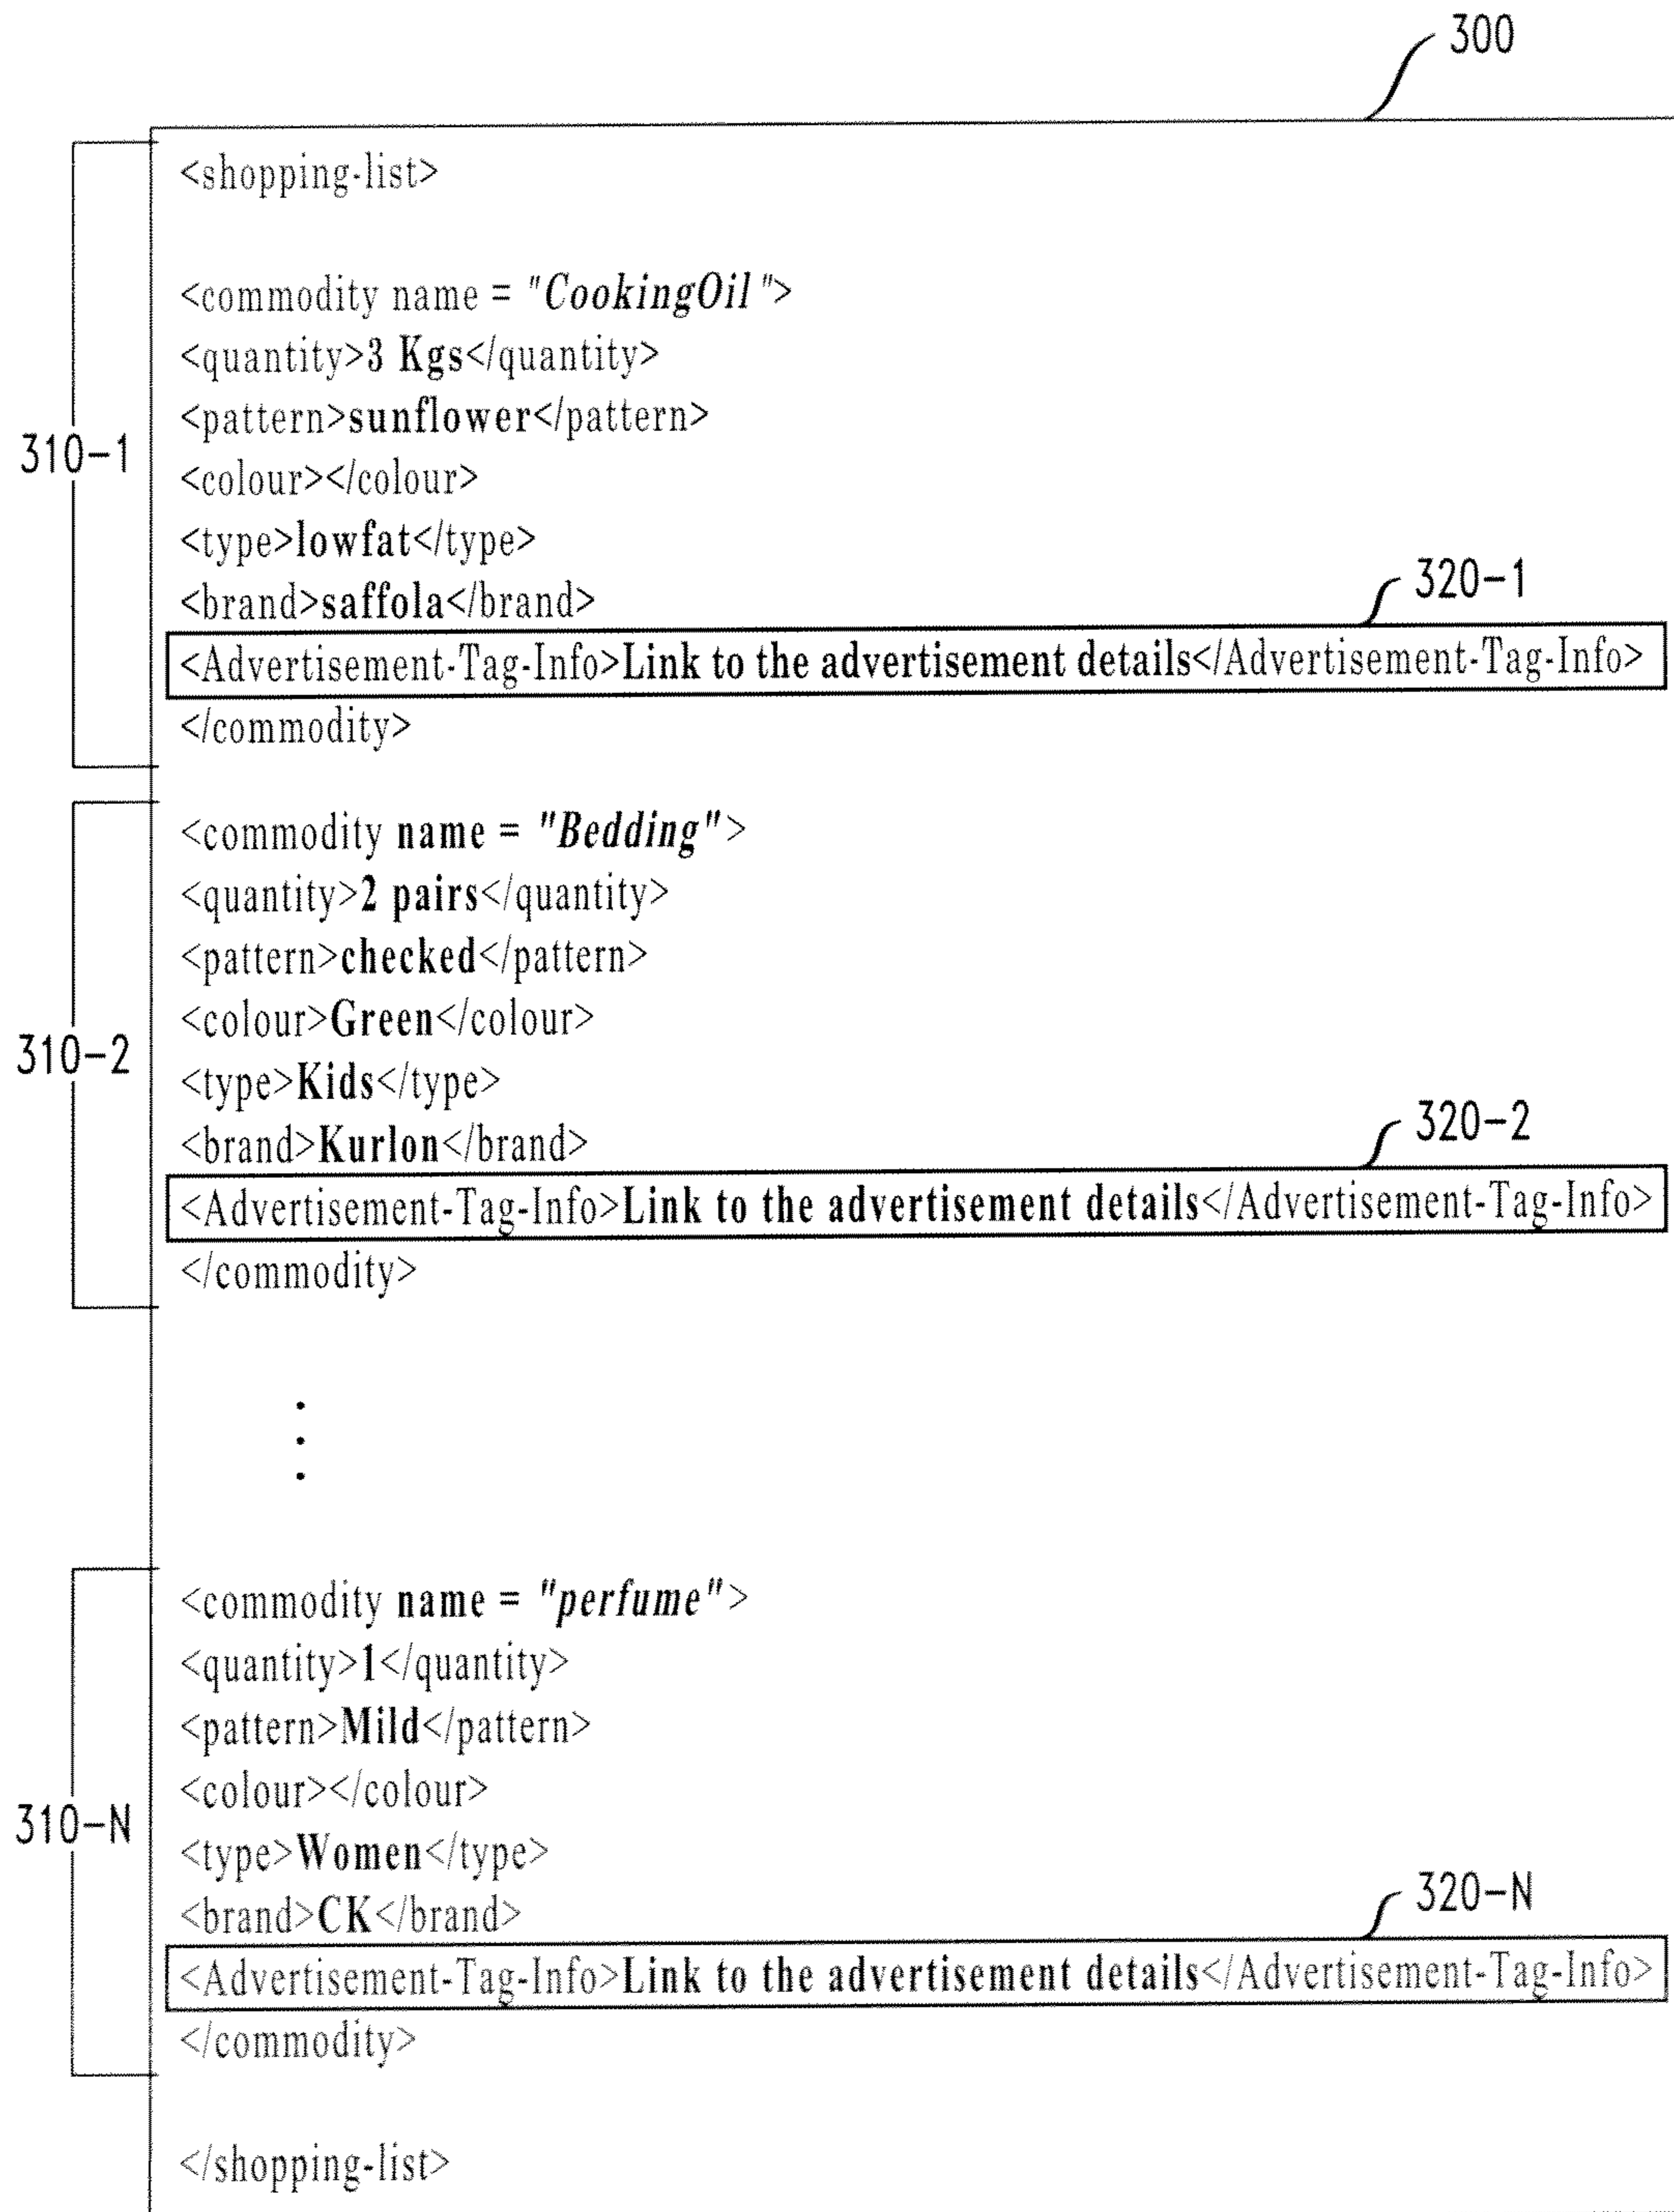 300
<shopping-list>
<commodity name = "CookingOil">
<quantity>3 Kgs</quantity>
<pattern>sunflower</pattern>
310-1
<colour></colour>
<type>lowfat</type>
320-1
<brand>saffola</brand>
<Advertisement-Tag-Info>Link to the advertisement details</Advertisement-Tag-Info>
</commodity>
<commodity name = "Bedding">
<quantity>2 pairs</quantity>
<pattern>checked</pattern>
<colour>Green</colour>
310-2
<type>Kids</type>
320-2
<brand>Kurlon</brand>
<Advertisement-Tag-Info>Link to the advertisement details</Advertisement-Tag-Info>
</commodity>
<commodity name = "perfume">
<quantity>1</quantity>
<pattern>Mild</pattern>
<colour></colour>
310-N
<type>Women</type>
320-N
<brand>CK</brand>
<Advertisement-Tag-Info>Link to the advertisement details</Advertisement-Tag-Info>
</commodity>
</shopping-list>